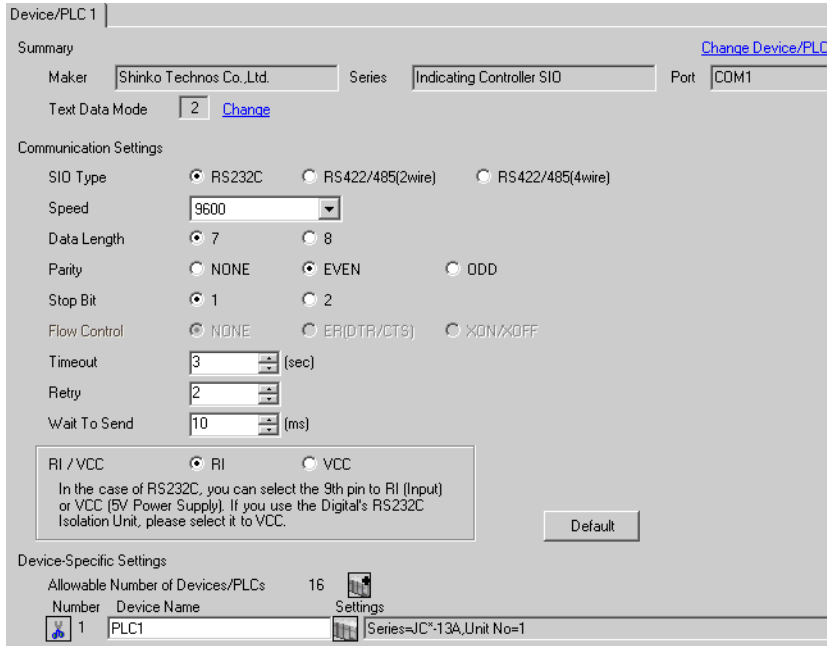 Device/PLC 1
Summary
Change Device/PLC
Maker Shinko Technos Co.,Ltd. Series Indicating Controller SIO Port COM1
Text Data Mode 2 Change
Communication Settings
SIO Type RS232C RS422/485(2wire) RS422/485(4wire)
Speed 9600
Data Length 7 8
Parity NONE EVEN ODD
Stop Bit 1 2
Flow Control NONE ER(DTR/CTS) XON/XOFF
Timeout 3 (sec)
Retry 2
Wait To Send 10 (ms)
RI / VCC RI VCC
In the case of RS232C, you can select the 9th pin to RI (Input)
or VCC (5V Power Supply). If you use the Digital's RS232C
Isolation Unit, please select it to VCC.
Default
Device-Specific Settings
Allowable Number of Devices/PLCs 16
Number Device Name Settings
1 PLC1 Series=JC*-13A,Unit No=1